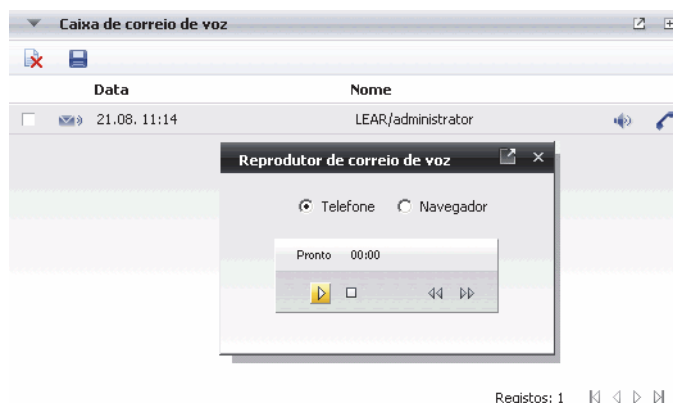 Caixa de correio de voz
Data Nome
21.08. 11:14 LEAR/administrator
Reprodutor de correio de voz
Telefone Navegador
Pronto 00:00
Registos: 1